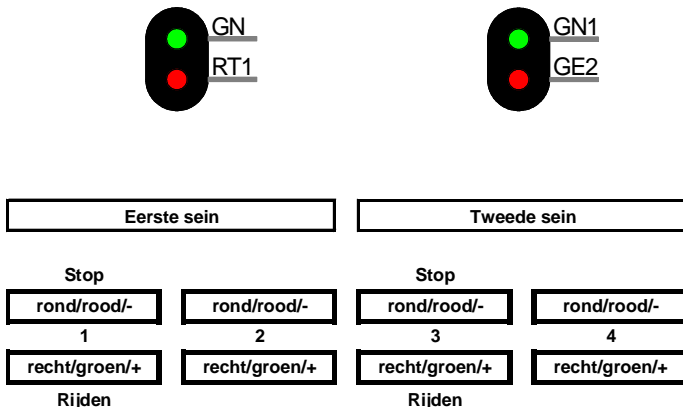 GN GN1
RT1 GE2
Eerste sein Tweede sein
Stop Stop
rond/rood/- rond/rood/- rond/rood/- rond/rood/-
1 2 3 4
recht/groen/+ recht/groen/+ recht/groen/+ recht/groen/+
Rijden Rijden